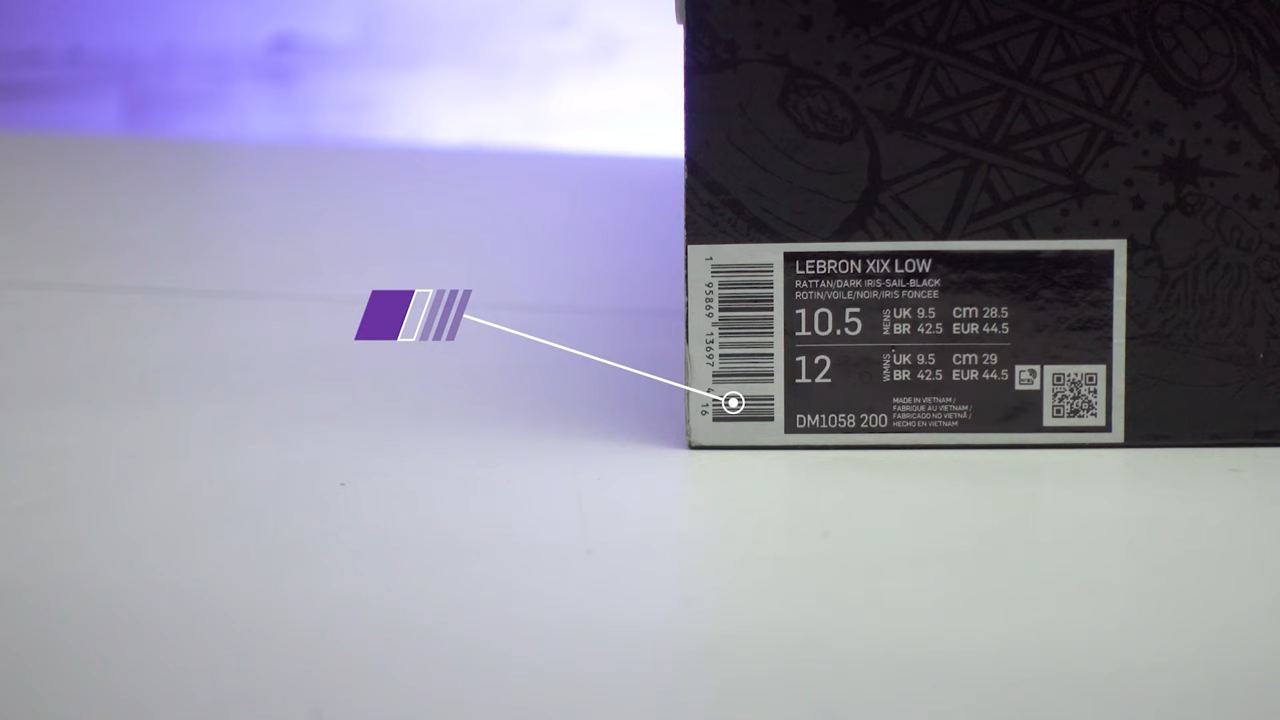 LEBRON XIX LOW
RATTAN/DARK IRIS-SAIL-BLACK
ROTIN/VOILE/NOIR/IRIS FONCEE
10.5 MENS UK 9.5 cm 28.5
BR 42.5 EUR 44.5
12 WMNS UK 9.5 cm 29
BR 42.5 EUR 44.5
DM1058 200
MADE IN VIETNAM /
FABRIQUE AU VIETNAM /
FABRICADO NO VIETNÃ /
HECHO EN VIETNAM
1 95869 13697 4 16